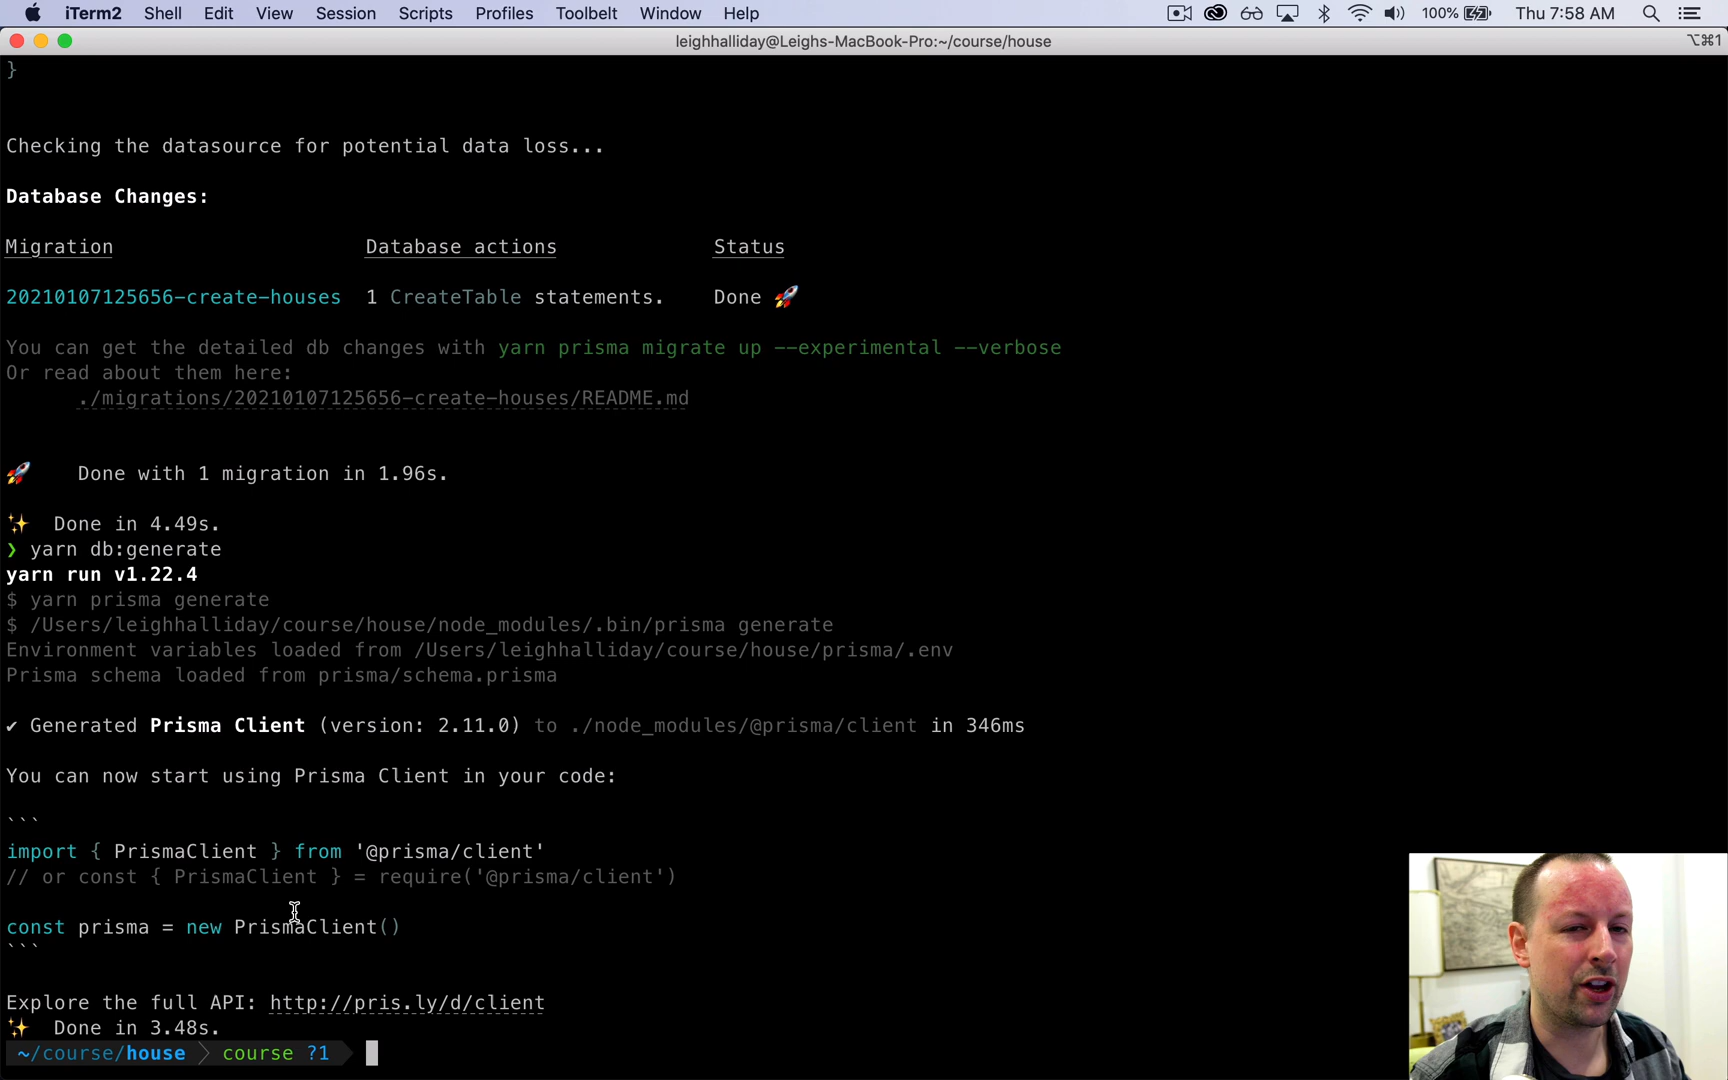 iTerm2 Shell Edit View Session Scripts Profiles Toolbelt Window Help 100% Thu 7:58 AM
leighhalliday@Leighs-MacBook-Pro:~/course/house ⌥⌘1
}
Checking the datasource for potential data loss...
Database Changes:
Migration Database actions Status
20210107125656-create-houses 1 CreateTable statements. Done 🚀
You can get the detailed db changes with yarn prisma migrate up --experimental --verbose
Or read about them here:
./migrations/20210107125656-create-houses/README.md
🚀 Done with 1 migration in 1.96s.
✨ Done in 4.49s.
❯ yarn db:generate
yarn run v1.22.4
$ yarn prisma generate
$ /Users/leighhalliday/course/house/node_modules/.bin/prisma generate
Environment variables loaded from /Users/leighhalliday/course/house/prisma/.env
Prisma schema loaded from prisma/schema.prisma
✔ Generated Prisma Client (version: 2.11.0) to ./node_modules/@prisma/client in 346ms
You can now start using Prisma Client in your code:
```
import { PrismaClient } from '@prisma/client'
// or const { PrismaClient } = require('@prisma/client')
const prisma = new PrismaClient()
```
Explore the full API: http://pris.ly/d/client
✨ Done in 3.48s.
~/course/house course ?1